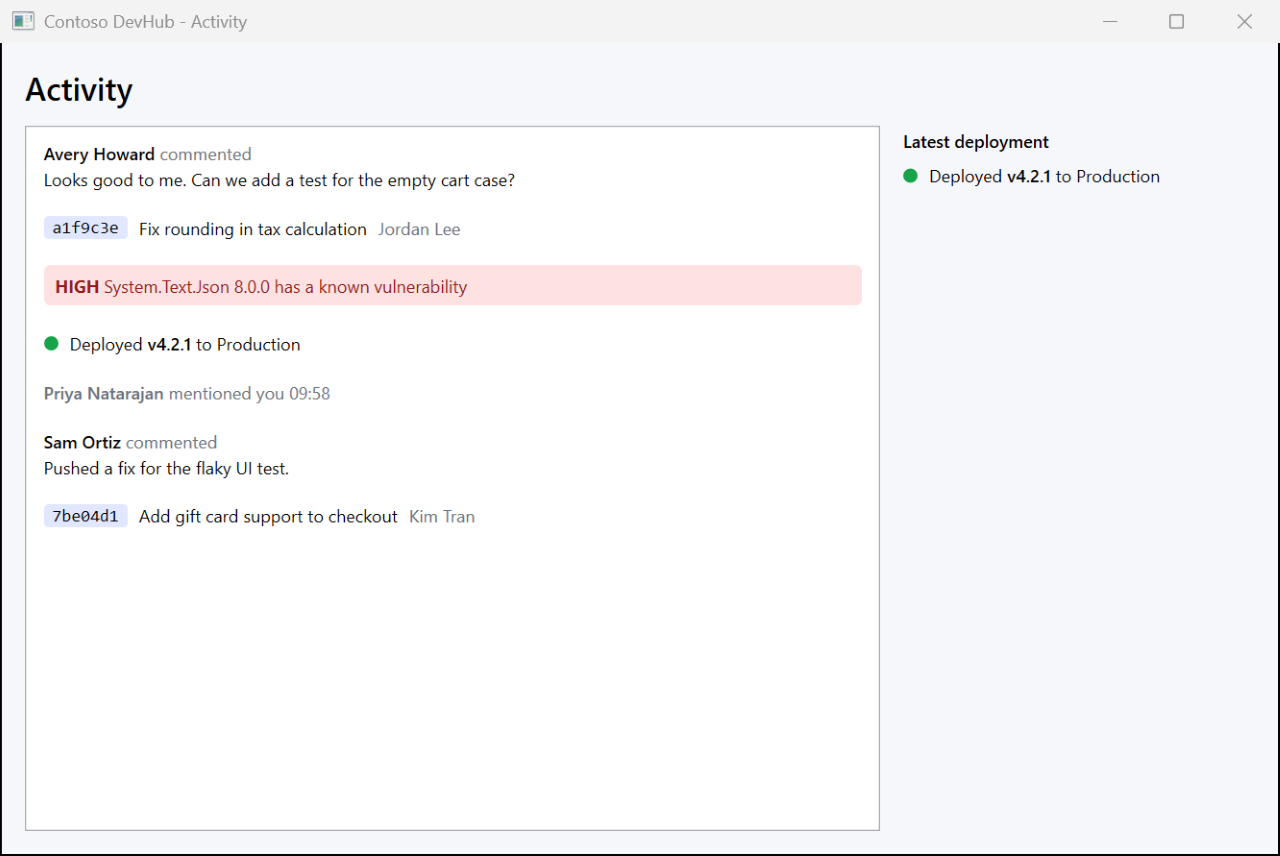 Contoso DevHub - Activity
Activity
Avery Howard commented
Looks good to me. Can we add a test for the empty cart case?
a1f9c3e Fix rounding in tax calculation Jordan Lee
HIGH System.Text.Json 8.0.0 has a known vulnerability
Deployed v4.2.1 to Production
Priya Natarajan mentioned you 09:58
Sam Ortiz commented
Pushed a fix for the flaky UI test.
7be04d1 Add gift card support to checkout Kim Tran
Latest deployment
Deployed v4.2.1 to Production